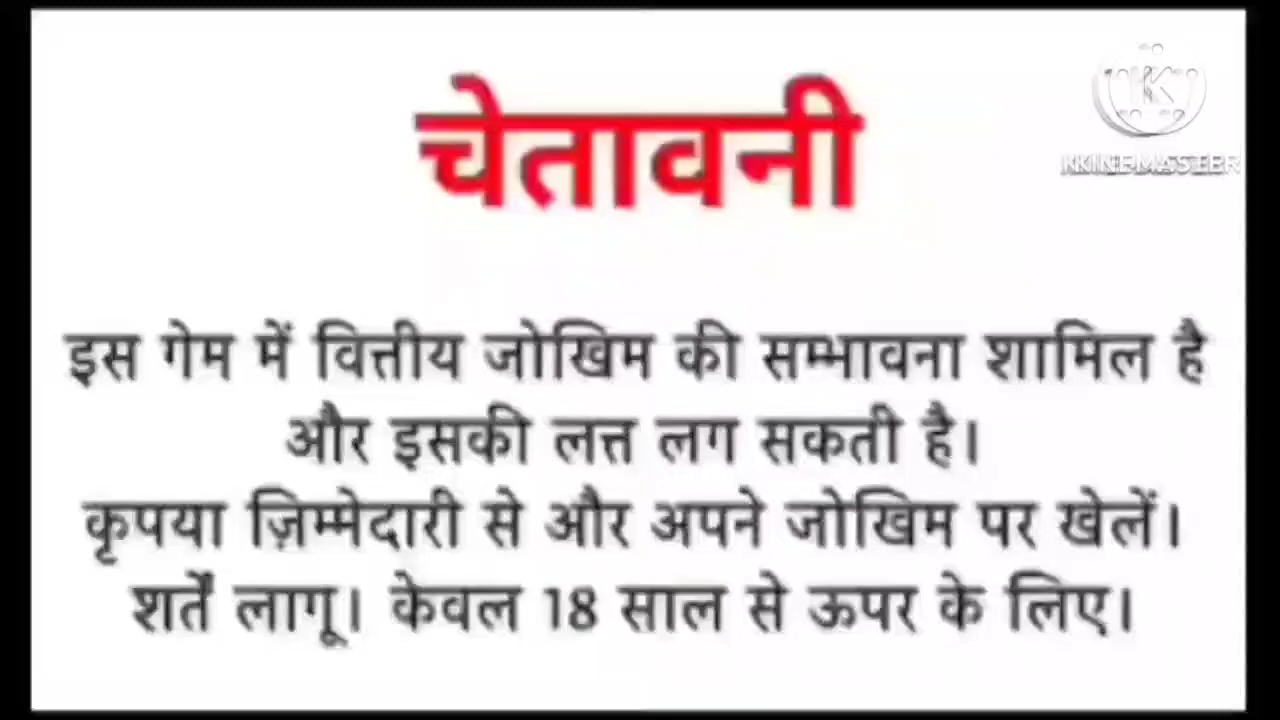 चेतावनी
KINEMASTER
इस गेम में वित्तीय जोखिम की सम्भावना शामिल है
और इसकी लत्त लग सकती है।
कृपया ज़िम्मेदारी से और अपने जोखिम पर खेलें।
शर्तें लागू। केवल 18 साल से ऊपर के लिए।